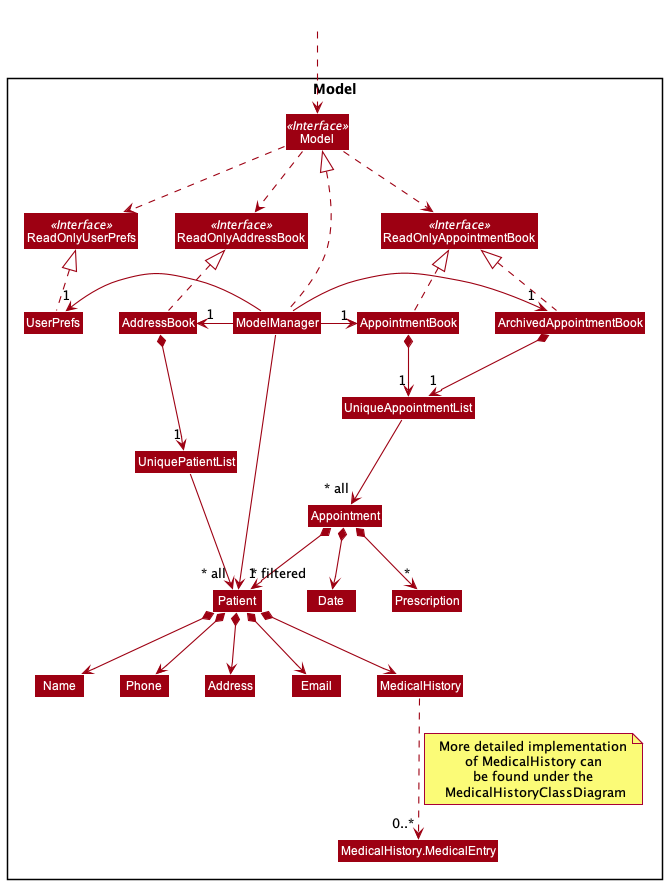 Model
«Interface»
Model
«Interface»
ReadOnlyUserPrefs
«Interface»
ReadOnlyAddressBook
«Interface»
ReadOnlyAppointmentBook
1
1
UserPrefs
AddressBook
1
ModelManager
1
AppointmentBook
ArchivedAppointmentBook
1
1
UniqueAppointmentList
1
UniquePatientList
* all
Appointment
* all
1
* filtered
*
Patient
Date
Prescription
Name
Phone
Address
Email
MedicalHistory
More detailed implementation
of MedicalHistory can
be found under the
MedicalHistoryClassDiagram
0..*
MedicalHistory.MedicalEntry